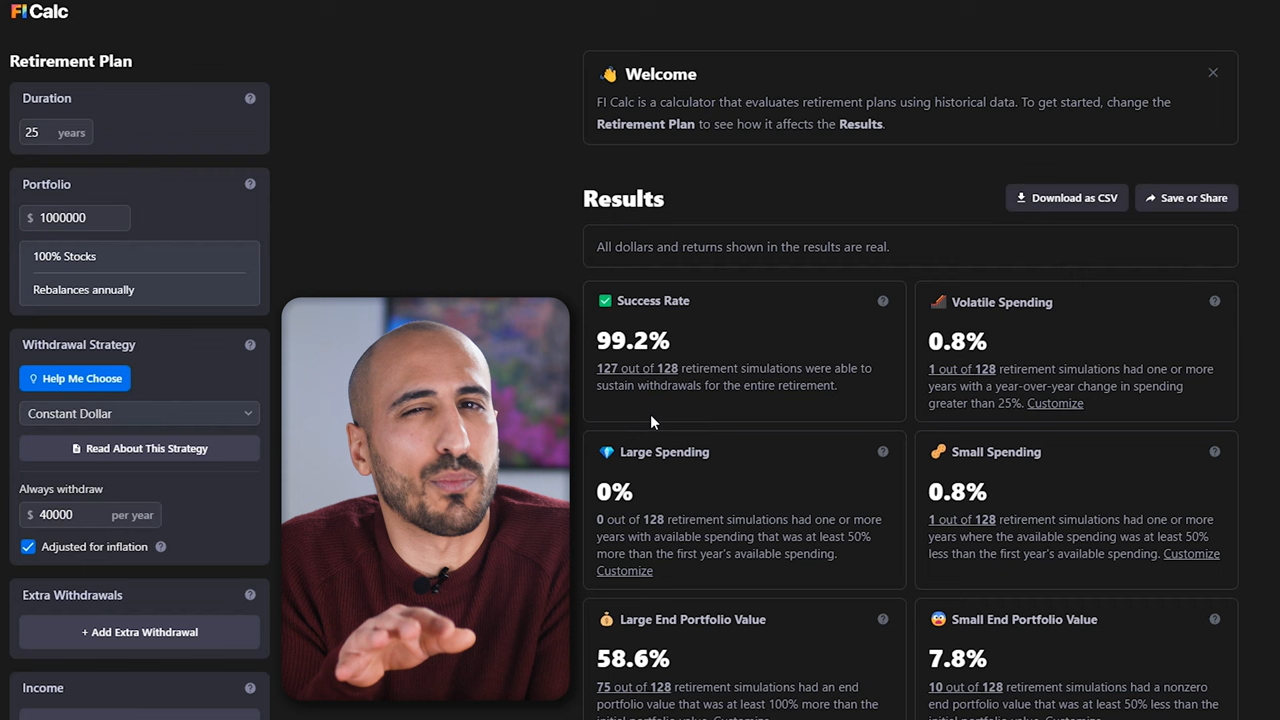 FI Calc
Retirement Plan
Duration
25 years
Portfolio
$ 1000000
100% Stocks
Rebalances annually
Withdrawal Strategy
Help Me Choose
Constant Dollar
Read About This Strategy
Always withdraw
$ 40000 per year
Adjusted for inflation
Extra Withdrawals
+ Add Extra Withdrawal
Income
Welcome
FI Calc is a calculator that evaluates retirement plans using historical data. To get started, change the
Retirement Plan to see how it affects the Results.
Results
Download as CSV
Save or Share
All dollars and returns shown in the results are real.
Success Rate
99.2%
127 out of 128 retirement simulations were able to
sustain withdrawals for the entire retirement.
Volatile Spending
0.8%
1 out of 128 retirement simulations had one or more
years with a year-over-year change in spending
greater than 25%. Customize
Large Spending
0%
0 out of 128 retirement simulations had one or more
years with available spending that was at least 50%
more than the first year's available spending.
Customize
Small Spending
0.8%
1 out of 128 retirement simulations had one or more
years where the available spending was at least 50%
less than the first year's available spending. Customize
Large End Portfolio Value
58.6%
75 out of 128 retirement simulations had an end
portfolio value that was at least 100% more than the
Small End Portfolio Value
7.8%
10 out of 128 retirement simulations had a nonzero
end portfolio value that was at least 50% less than the